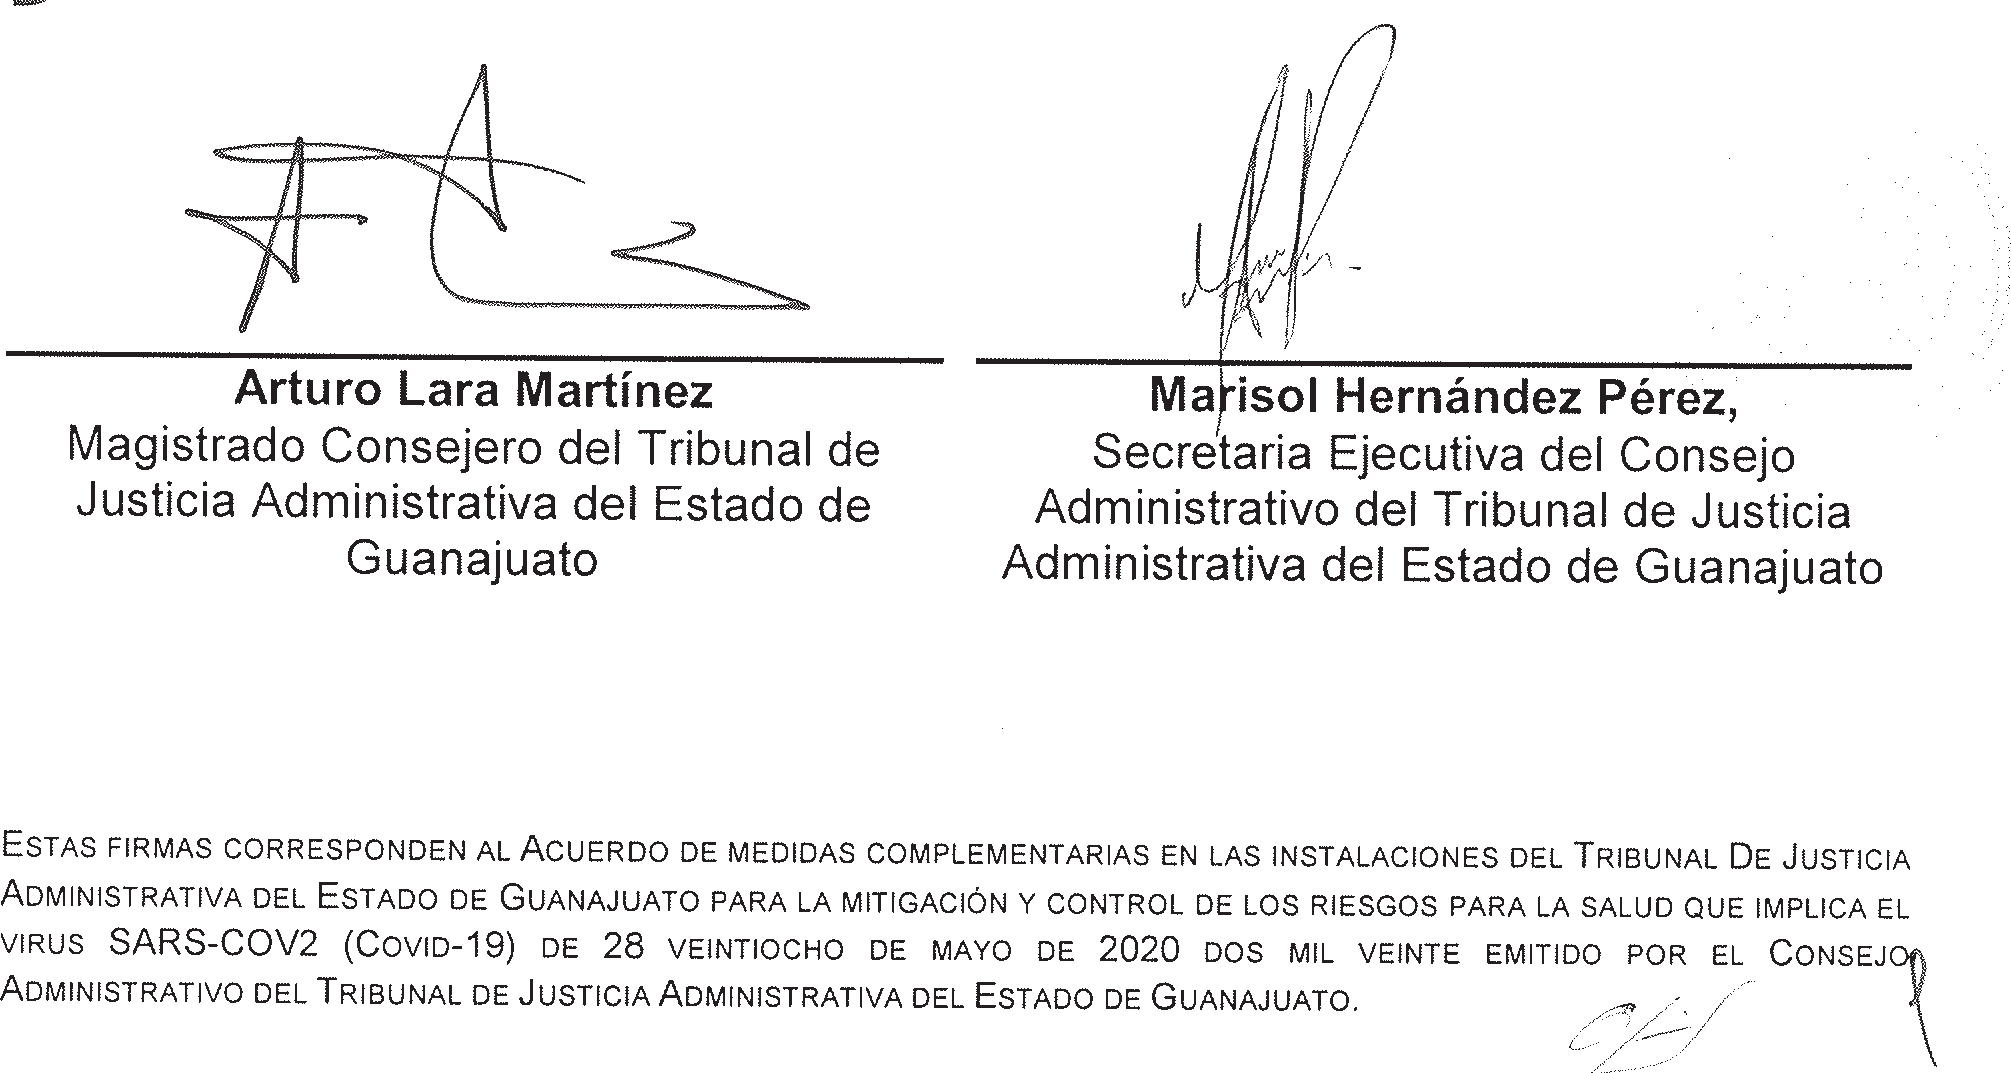 Arturo Lara Martínez
Magistrado Consejero del Tribunal de
Justicia Administrativa del Estado de
Guanajuato
Marisol Hernández Pérez,
Secretaria Ejecutiva del Consejo
Administrativo del Tribunal de Justicia
Administrativa del Estado de Guanajuato
ESTAS FIRMAS CORRESPONDEN AL ACUERDO DE MEDIDAS COMPLEMENTARIAS EN LAS INSTALACIONES DEL TRIBUNAL DE JUSTICIA
ADMINISTRATIVA DEL ESTADO DE GUANAJUATO PARA LA MITIGACIÓN Y CONTROL DE LOS RIESGOS PARA LA SALUD QUE IMPLICA EL
VIRUS SARS-COV2 (COVID-19) DE 28 VEINTIOCHO DE MAYO DE 2020 DOS MIL VEINTE EMITIDO POR EL CONSEJO
ADMINISTRATIVO DEL TRIBUNAL DE JUSTICIA ADMINISTRATIVA DEL ESTADO DE GUANAJUATO.